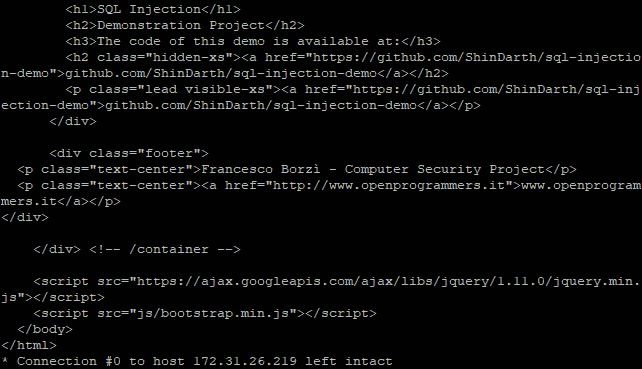 <h1>SQL Injection</h1>
<h2>Demonstration Project</h2>
<h3>The code of this demo is available at:</h3>
<h2 class="hidden-xs"><a href="https://github.com/ShinDarth/sql-injectio
n-demo">github.com/ShinDarth/sql-injection-demo</a></h2>
<p class="lead visible-xs"><a href="https://github.com/ShinDarth/sql-inj
ection-demo">github.com/ShinDarth/sql-injection-demo</a></p>
</div>
<div class="footer">
<p class="text-center">Francesco Borzì - Computer Security Project</p>
<p class="text-center"><a href="http://www.openprogrammers.it">www.openprogram
mers.it</a></p>
</div>
</div> <!-- /container -->
<script src="https://ajax.googleapis.com/ajax/libs/jquery/1.11.0/jquery.min.
js"></script>
<script src="js/bootstrap.min.js"></script>
</body>
</html>
* Connection #0 to host 172.31.26.219 left intact